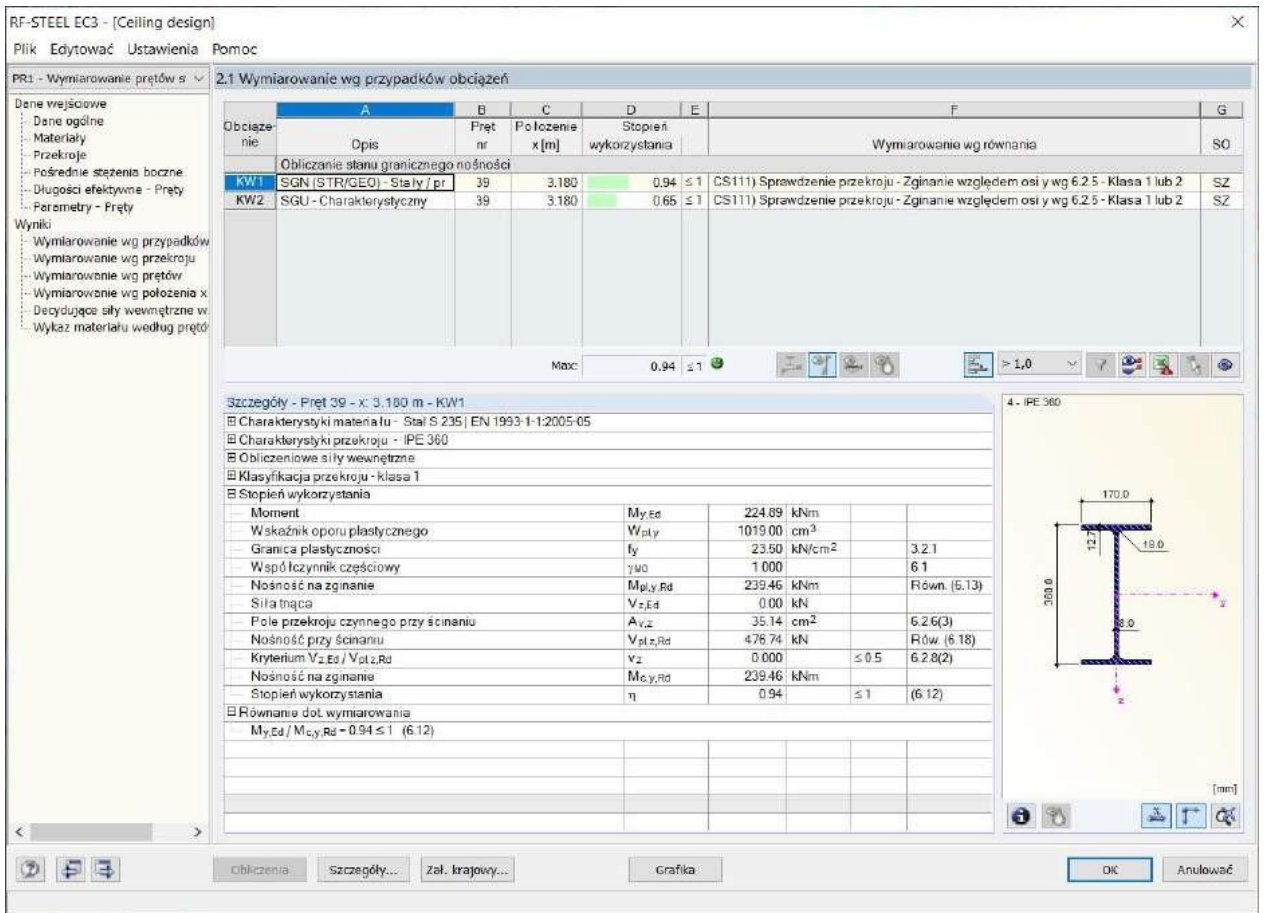 RF-STEEL EC3 - [Ceiling design]
Plik Edytować Ustawienia Pomoc
PR1 - Wymiarowanie prętów s
2.1 Wymiarowanie wg przypadków obciążeń
Dane wejściowe
Dane ogólne
Materiały
Przekroje
Pośrednie stężenia boczne
Długości efektywne - Pręty
Parametry - Pręty
Wyniki
Wymiarowanie wg przypadków
Wymiarowanie wg przekroju
Wymiarowanie wg prętów
Wymiarowanie wg położenia x
Decydujące siły wewnętrzne w
Wykaz materiału według prętó
A B C D E F G
Obciąże- Pręt Położenie Stopień
nie Opis nr x [m] wykorzystania Wymiarowanie wg równania SO
Obliczanie stanu granicznego nośności
KW1 SGN (STR/GEO) - Stały / pr 39 3.180 0.94 ≤ 1 CS111) Sprawdzenie przekroju - Zginanie względem osi y wg 6.2.5 - Klasa 1 lub 2 SZ
KW2 SGU - Charakterystyczny 39 3.180 0.65 ≤ 1 CS111) Sprawdzenie przekroju - Zginanie względem osi y wg 6.2.5 - Klasa 1 lub 2 SZ
Max: 0.94 ≤ 1
> 1,0
Szczegóły - Pręt 39 - x: 3.180 m - KW1
Charakterystyki materiału - Stal S 235 | EN 1993-1-1:2005-05
Charakterystyki przekroju - IPE 360
Obliczeniowe siły wewnętrzne
Klasyfikacja przekroju - klasa 1
Stopień wykorzystania
Moment My,Ed 224.89 kNm
Wskaźnik oporu plastycznego Wpl,y 1019.00 cm3
Granica plastyczności fy 23.50 kN/cm2 3.2.1
Współczynnik częściowy γM0 1.000 6.1
Nośność na zginanie Mpl,y,Rd 239.46 kNm Równ. (6.13)
Siła tnąca Vz,Ed 0.00 kN
Pole przekroju czynnego przy ścinaniu Av,z 35.14 cm2 6.2.6(3)
Nośność przy ścinaniu Vpl,z,Rd 476.74 kN Rów. (6.18)
Kryterium Vz,Ed / Vpl,z,Rd vz 0.000 ≤ 0.5 6.2.8(2)
Nośność na zginanie Mc,y,Rd 239.46 kNm
Stopień wykorzystania η 0.94 ≤ 1 (6.12)
Równanie dot. wymiarowania
My,Ed / Mc,y,Rd = 0.94 ≤ 1 (6.12)
4 - IPE 360
170.0
12.7
18.0
360.0
8.0
y
z
[mm]
Obliczenia Szczegóły... Zał. krajowy... Grafika OK Anulować